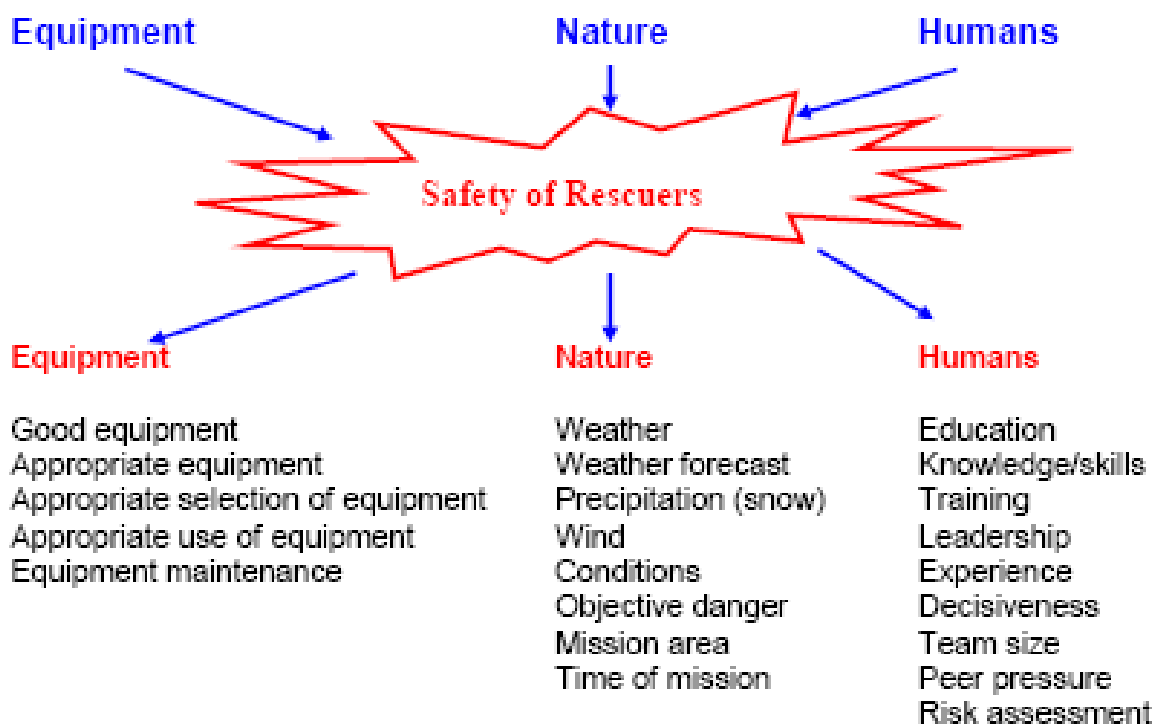 Equipment
Nature
Humans
Safety of Rescuers
Equipment
Good equipment
Appropriate equipment
Appropriate selection of equipment
Appropriate use of equipment
Equipment maintenance
Nature
Weather
Weather forecast
Precipitation (snow)
Wind
Conditions
Objective danger
Mission area
Time of mission
Humans
Education
Knowledge/skills
Training
Leadership
Experience
Decisiveness
Team size
Peer pressure
Risk assessment